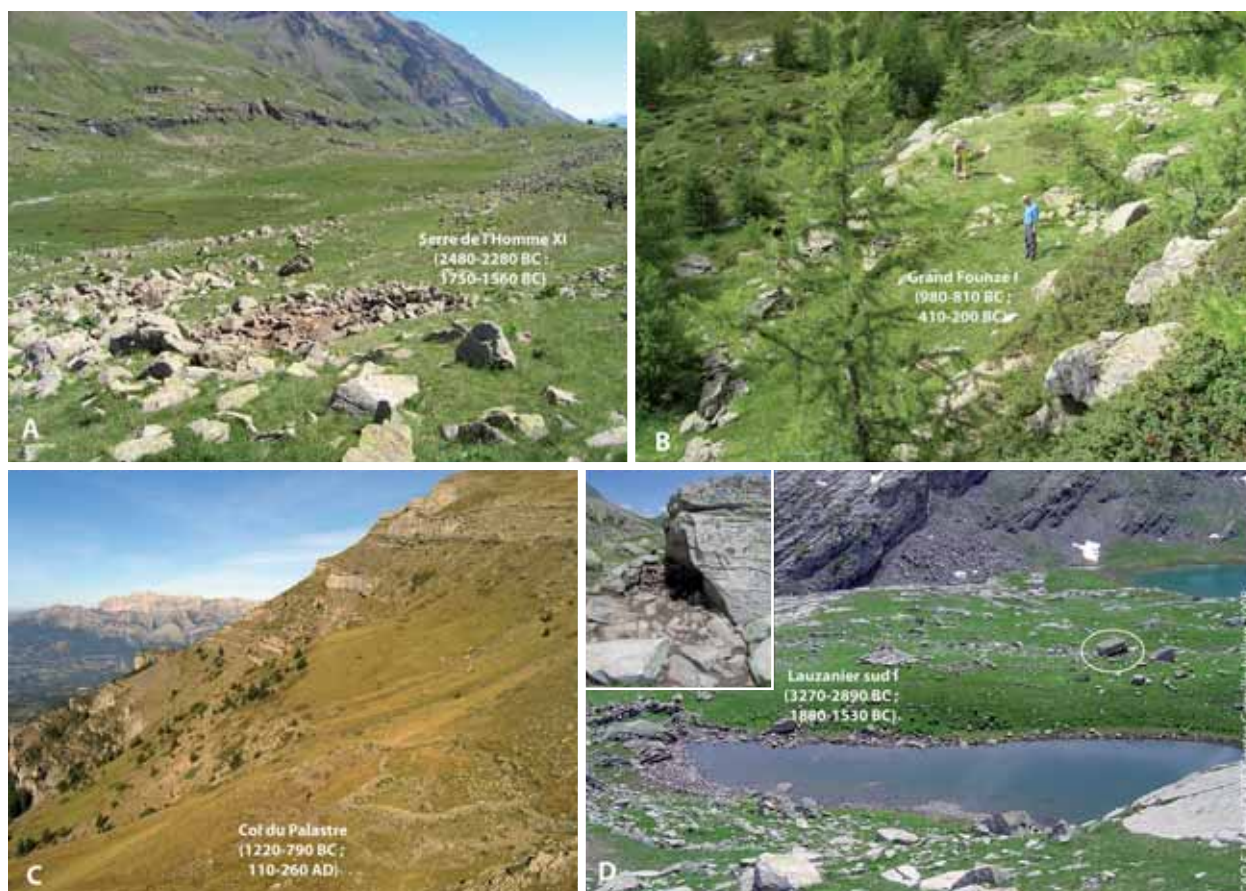 Serre de l'Homme XI
(2480-2280 BC ;
1750-1560 BC)
A
Grand Founze I
(980-810 BC ;
410-200 BC)
B
Col du Palastre
(1220-790 BC ;
110-260 AD)
C
Lauzanier sud I
(3270-2890 BC ;
1880-1530 BC)
D